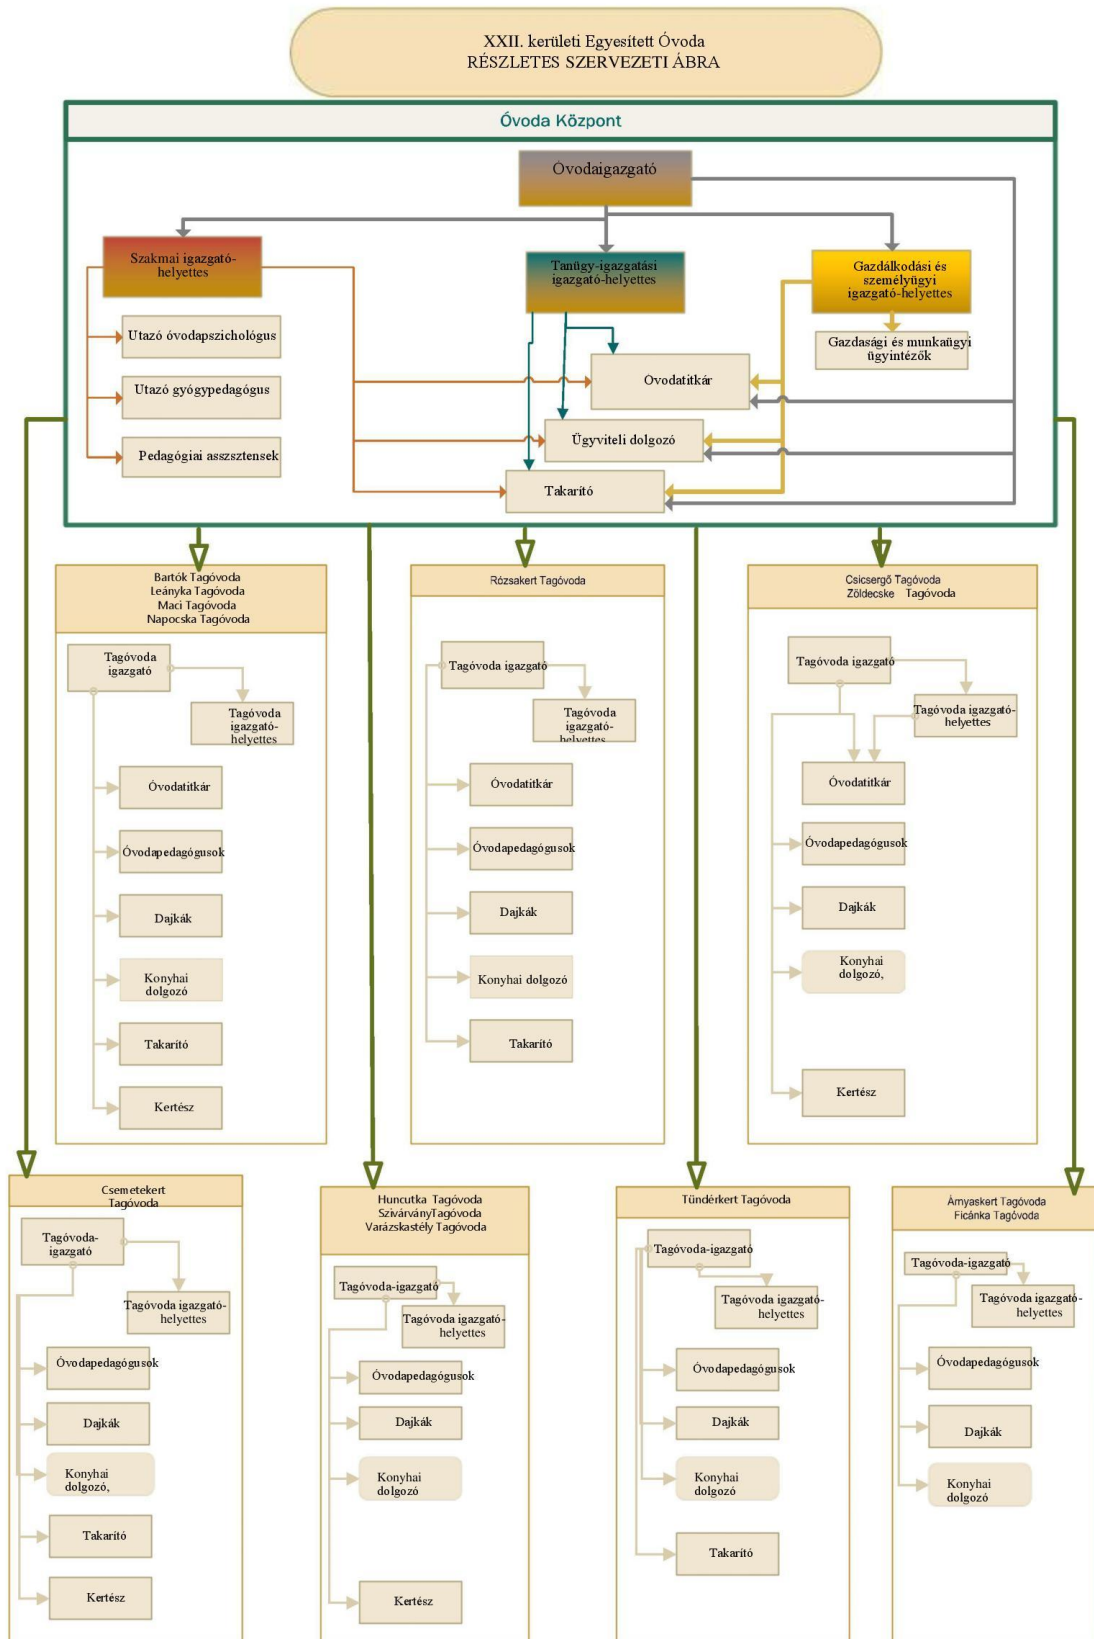 XXII. kerületi Egyesített Óvoda
RÉSZLETES SZERVEZETI ÁBRA
Óvoda Központ
Óvodaigazgató
Szakmai igazgató-
helyettes
Tanügy-igazgatási
igazgató-helyettes
Gazdálkodási és
személyügyi
igazgató-helyettes
Utazó óvodapszichológus
Gazdasági és munkaügyi
ügyintézők
Utazó gyógypedagógus
Ovodatitkár
Pedagógiai asszsztensek
Ügyviteli dolgozó
Takarító
Bartók Tagóvoda
Leányka Tagóvoda
Maci Tagóvoda
Napocska Tagóvoda
Tagóvoda
igazgató
Tagóvoda
igazgató-
helyettes
Óvodatitkár
Óvodapedagógusok
Dajkák
Konyhai
dolgozó
Takarító
Kertész
Rózsakert Tagóvoda
Tagóvoda igazgató
Tagóvoda
igazgató-
helyettes
Óvodatitkár
Óvodapedagógusok
Dajkák
Konyhai dolgozó
Takarító
Csicsergő Tagóvoda
Zöldecske Tagóvoda
Tagóvoda igazgató
Tagóvoda igazgató-
helyettes
Óvodatitkár
Óvodapedagógusok
Dajkák
Konyhai
dolgozó,
Kertész
Csemetekert
Tagóvoda
Tagóvoda-
igazgató
Tagóvoda igazgató-
helyettes
Óvodapedagógusok
Dajkák
Konyhai
dolgozó,
Takarító
Kertész
Huncutka Tagóvoda
SzivárványTagóvoda
Varázskastély Tagóvoda
Tagóvoda-igazgató
Tagóvoda igazgató-
helyettes
Óvodapedagógusok
Dajkák
Konyhai
dolgozó
Kertész
Tündérkert Tagóvoda
Tagóvoda-igazgató
Tagóvoda igazgató-
helyettes
Óvodapedagógusok
Dajkák
Konyhai
dolgozó
Takarító
Árnyaskert Tagóvoda
Ficánka Tagóvoda
Tagóvoda-igazgató
Tagóvoda igazgató-
helyettes
Óvodapedagógusok
Dajkák
Konyhai
dolgozó